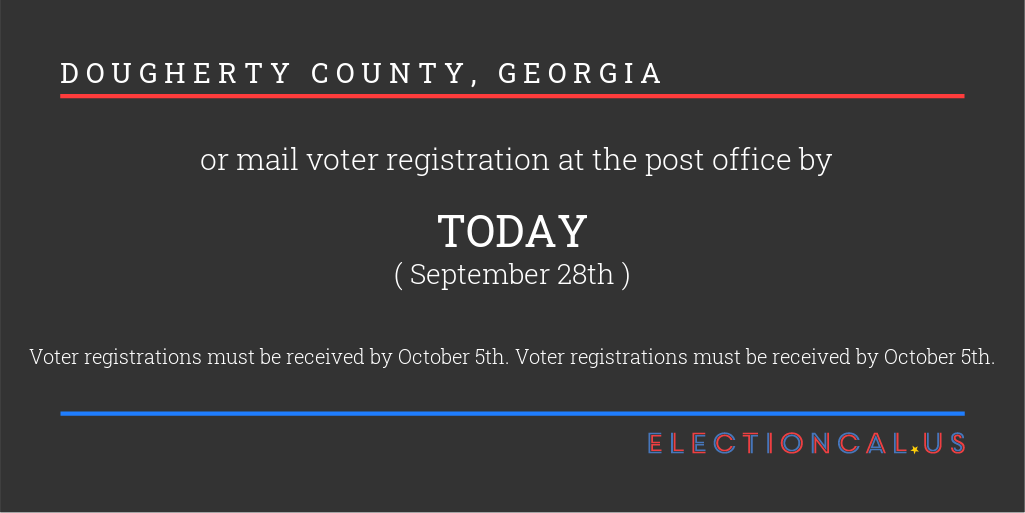 DOUGHERTY COUNTY, GEORGIA
or mail voter registration at the post office by
TODAY
( September 28th )
Voter registrations must be received by October 5th. Voter registrations must be received by October 5th.
ELECTIONCAL.US